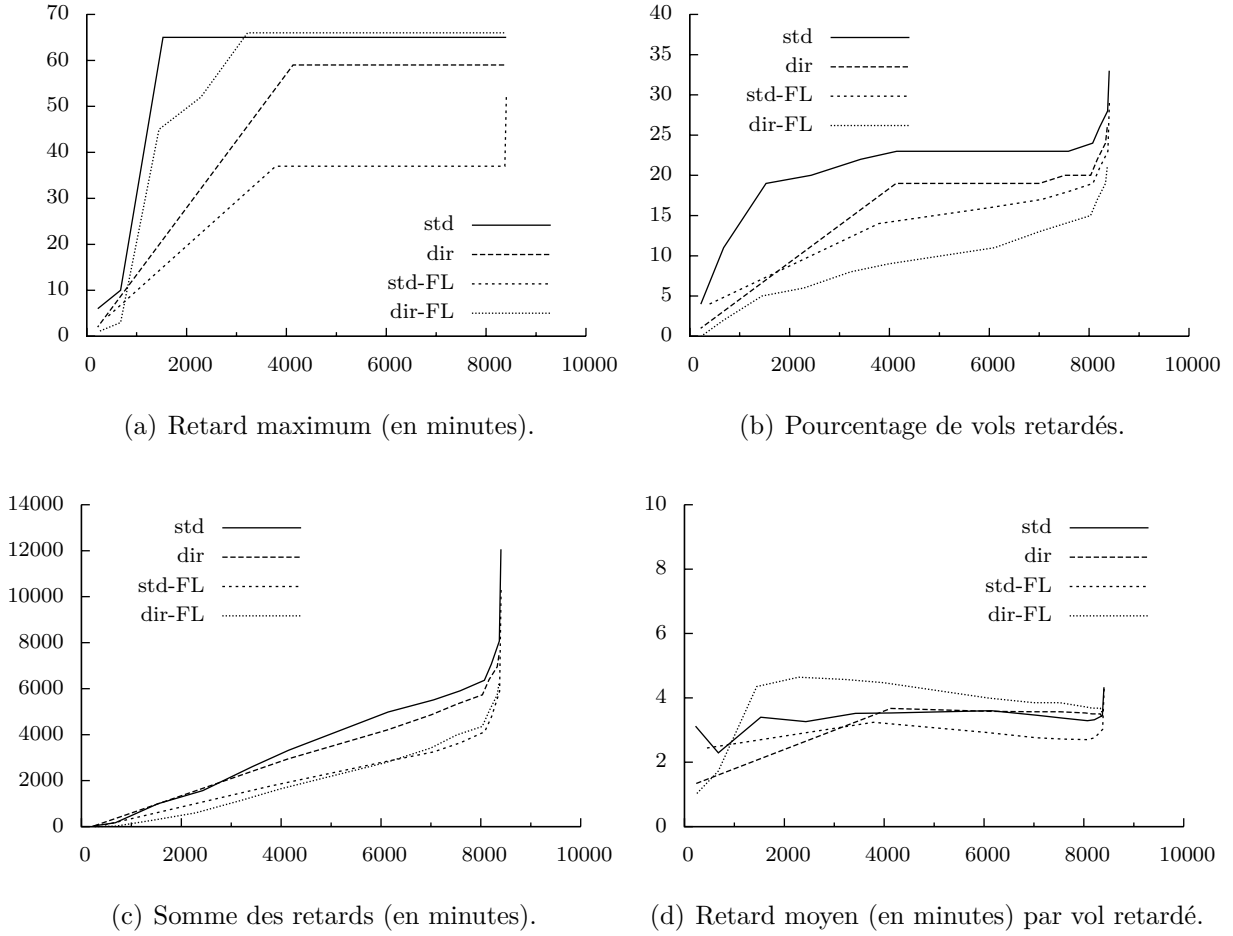 70
60
50
40
30
20
10
0
std
dir
std-FL
dir-FL
0 2000 4000 6000 8000 10000
(a) Retard maximum (en minutes).
40
35
30
25
20
15
10
5
0
std
dir
std-FL
dir-FL
0 2000 4000 6000 8000 10000
(b) Pourcentage de vols retardés.
14000
12000
10000
8000
6000
4000
2000
0
std
dir
std-FL
dir-FL
0 2000 4000 6000 8000 10000
(c) Somme des retards (en minutes).
10
8
6
4
2
0
std
dir
std-FL
dir-FL
0 2000 4000 6000 8000 10000
(d) Retard moyen (en minutes) par vol retardé.